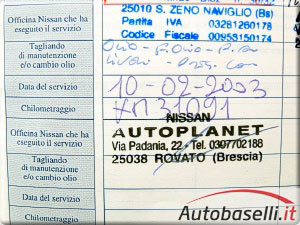 25010 S. ZENO NAVIGLIO (Bs)
Officina Nissan che ha
eseguito il servizio
Partita IVA 03281260178
Codice Fiscale 00953150174
Tagliando
di manutenzione
e/o cambio olio
Data del servizio
10-02-2003
Chilometraggio
31091
Officina Nissan che ha
eseguito il servizio
NISSAN
AUTOPLANET
Via Padania, 22 - Tel. 0307702188
25038 ROVATO (Brescia)
Tagliando
di manutenzione
e/o cambio olio
Data del servizio
Chilometraggio
Autobaselli.it